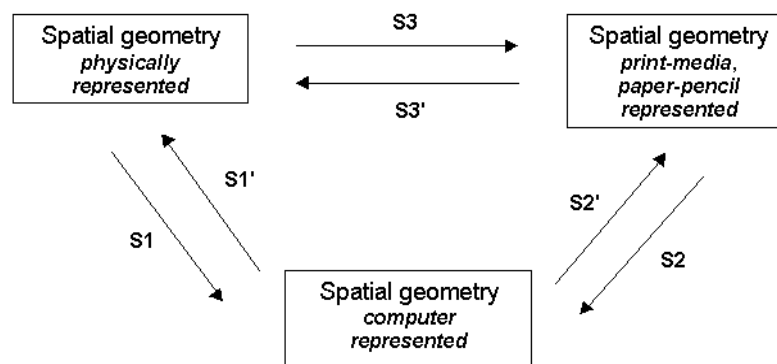 Spatial geometry
physically
represented
S3
S3'
Spatial geometry
print-media,
paper-pencil
represented
S1'
S1
S2'
S2
Spatial geometry
computer
represented